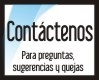 Contáctenos
Para preguntas,
sugerencias y quejas